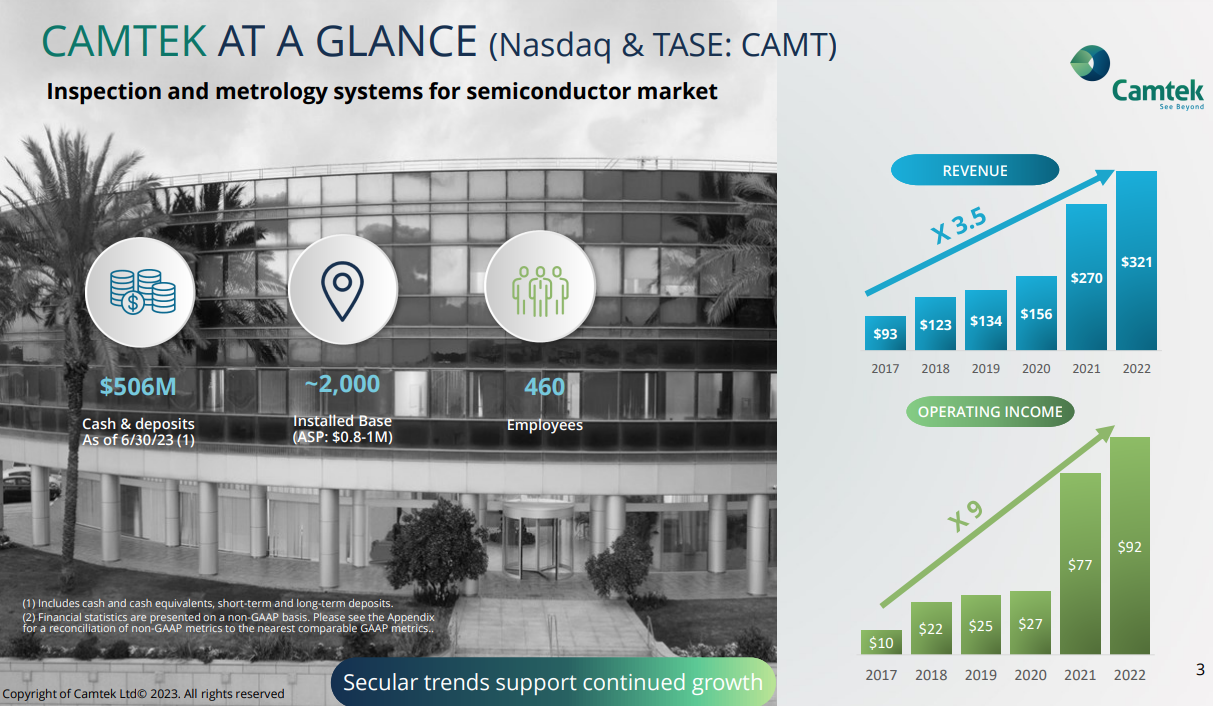 CAMTEK AT A GLANCE (Nasdaq & TASE: CAMT)
Inspection and metrology systems for semiconductor market
Camtek
See Beyond
$506M
Cash & deposits
As of 6/30/23 (1)
~2,000
Installed Base
(ASP: $0.8-1M)
460
Employees
REVENUE
X 3.5
$93
$123
$134
$156
$270
$321
2017 2018 2019 2020 2021 2022
OPERATING INCOME
X 9
$10
$22
$25
$27
$77
$92
2017 2018 2019 2020 2021 2022
(1) Includes cash and cash equivalents, short-term and long-term deposits.
(2) Financial statistics are presented on a non-GAAP basis. Please see the Appendix
for a reconciliation of non-GAAP metrics to the nearest comparable GAAP metrics..
Secular trends support continued growth
Copyright of Camtek Ltd© 2023. All rights reserved
3